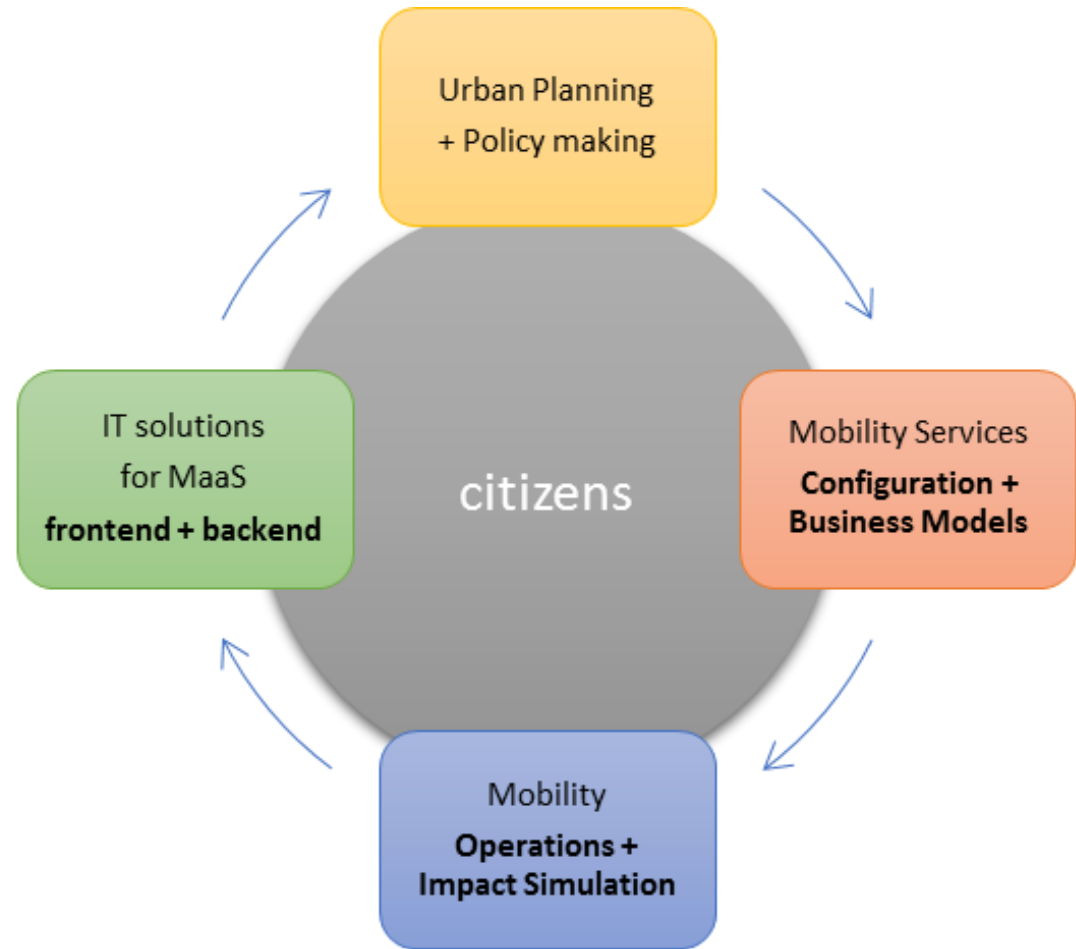 Urban Planning
+ Policy making
IT solutions
for MaaS
frontend + backend
citizens
Mobility Services
Configuration +
Business Models
Mobility
Operations +
Impact Simulation